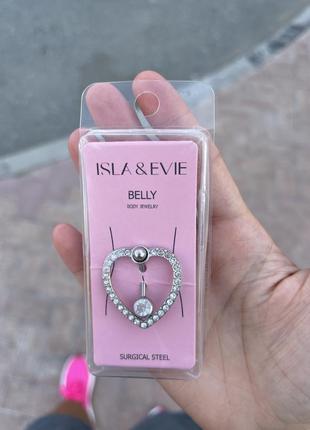 ISLA & EVIE
BELLY
BODY JEWELRY
SURGICAL STEEL